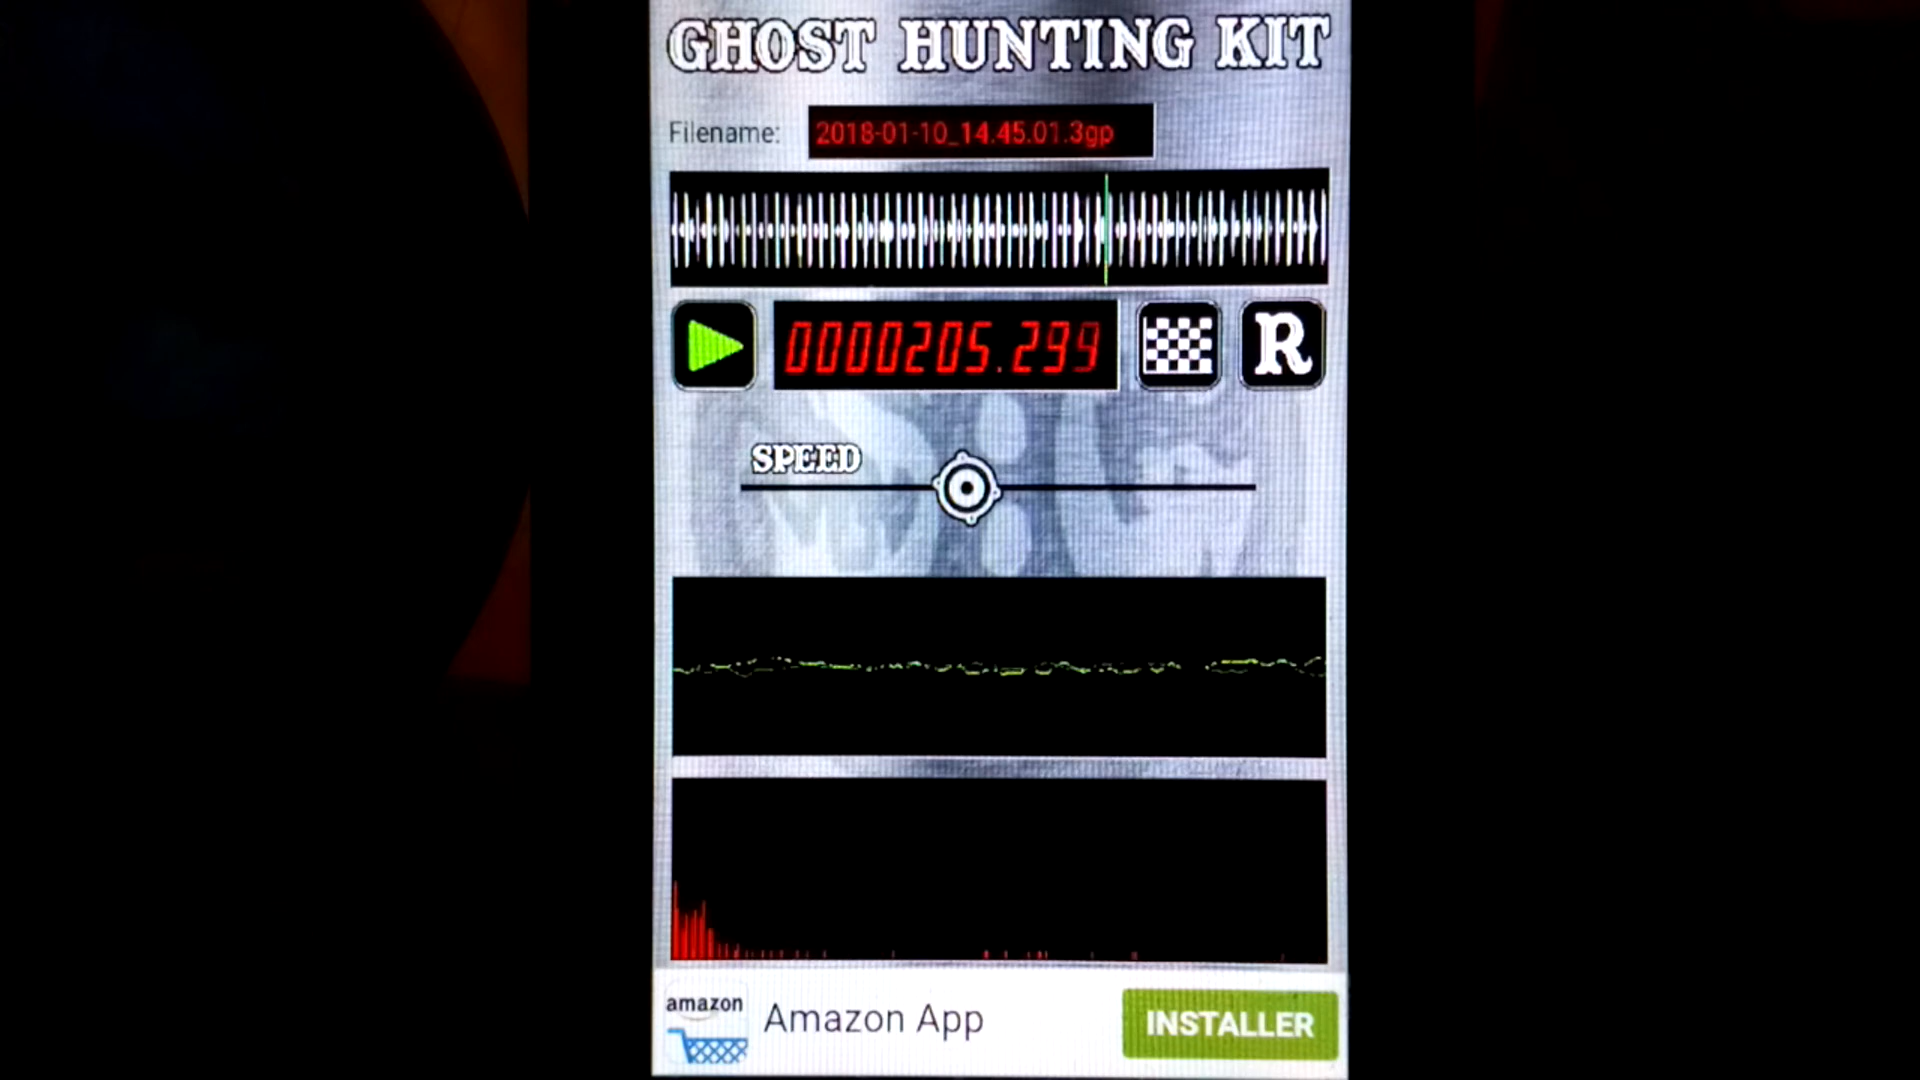 GHOST HUNTING KIT
Filename: 2018-01-10_14.45.01.3gp
0000205.299 R
SPEED
amazon
Amazon App
INSTALLER